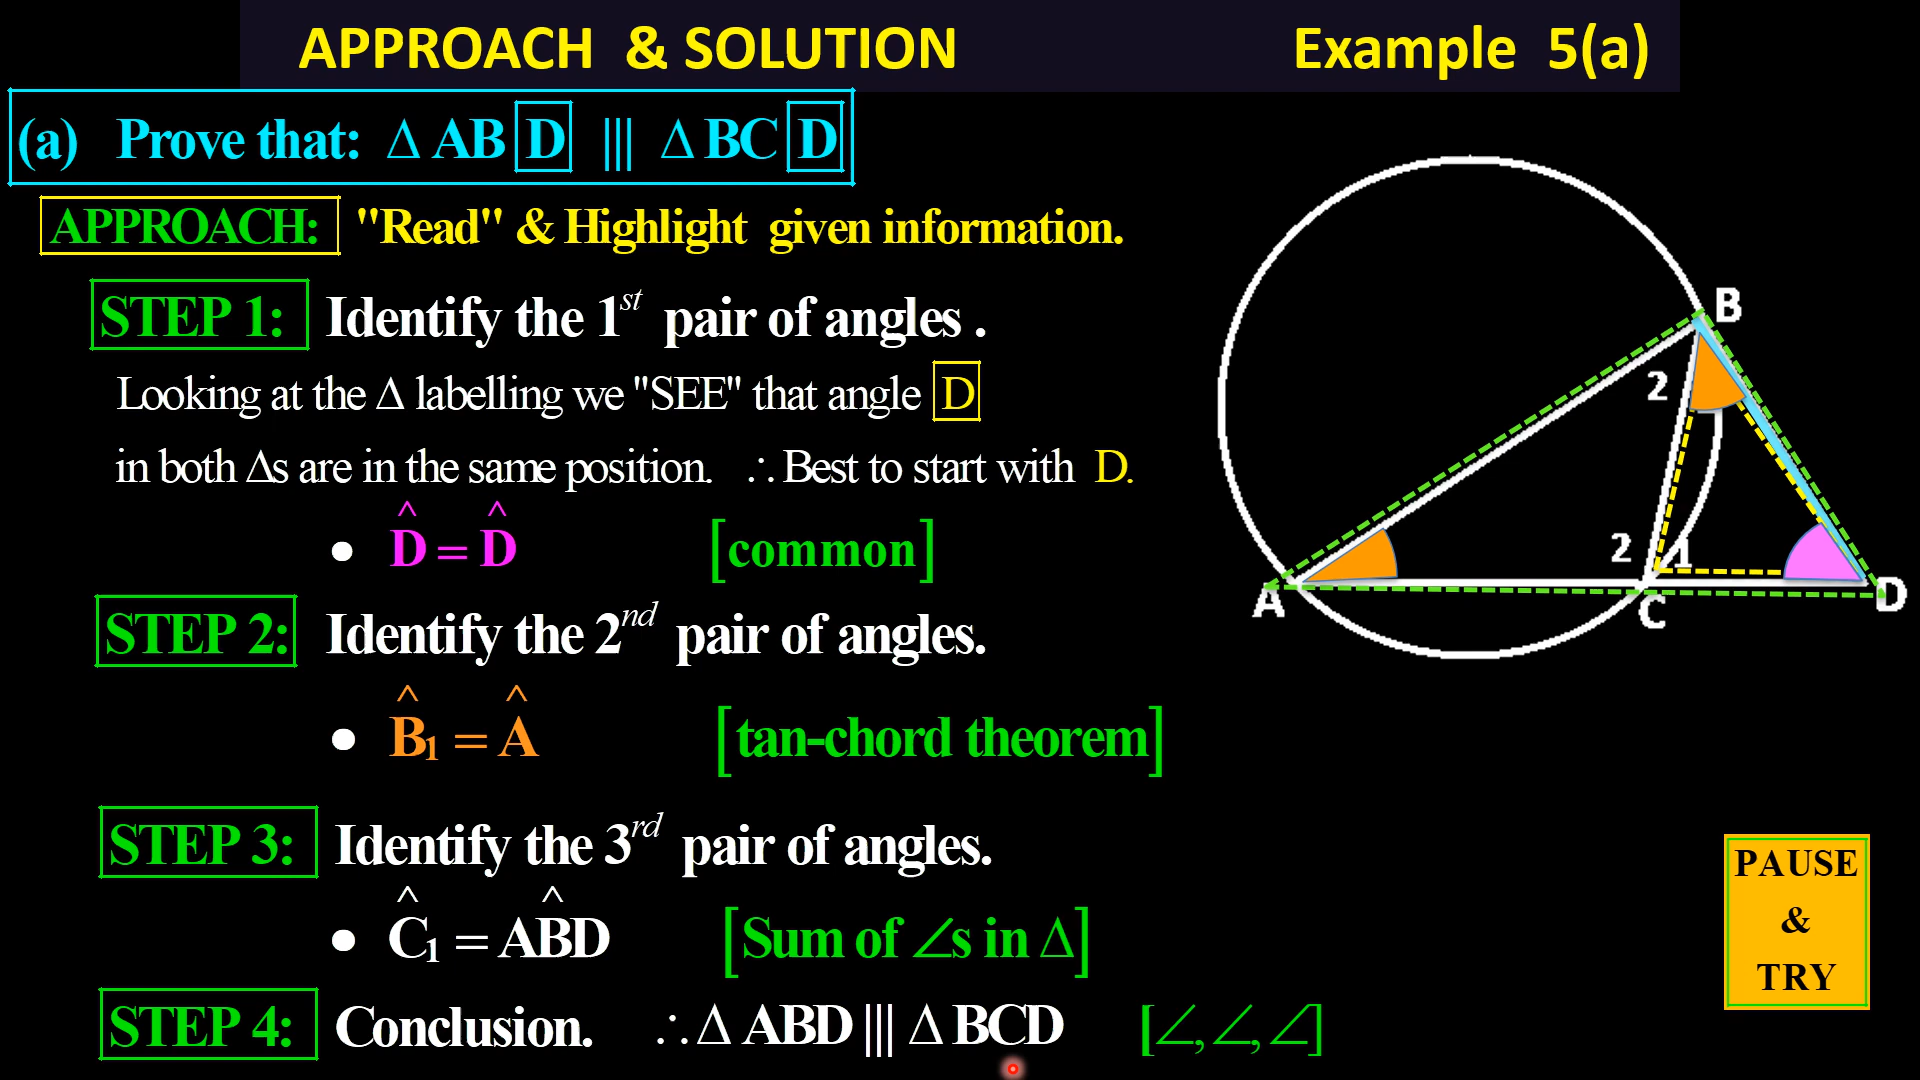 APPROACH & SOLUTION Example 5(a)
(a) Prove that: Δ ABD ||| Δ BCD
APPROACH: "Read" & Highlight given information.
STEP 1: Identify the 1st pair of angles .
Looking at the Δ labelling we "SEE" that angle D
in both Δs are in the same position. ∴ Best to start with D.
• D̂ = D̂ [common]
STEP 2: Identify the 2nd pair of angles.
• B̂₁ = Â [tan-chord theorem]
STEP 3: Identify the 3rd pair of angles.
• Ĉ₁ = AB̂D [Sum of ∠s in Δ]
STEP 4: Conclusion. ∴ Δ ABD ||| Δ BCD [∠, ∠, ∠]
B
2
2 1
A C D
PAUSE
&
TRY